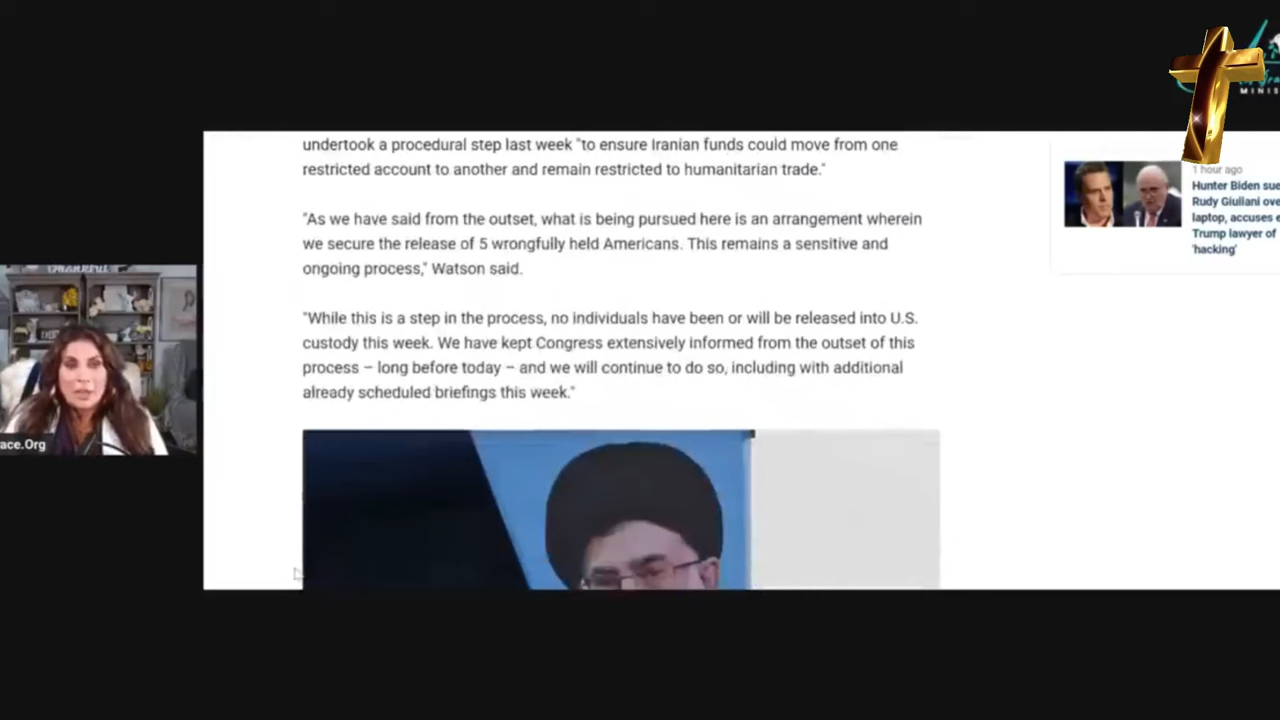 undertook a procedural step last week "to ensure Iranian funds could move from one
restricted account to another and remain restricted to humanitarian trade."
"As we have said from the outset, what is being pursued here is an arrangement wherein
we secure the release of 5 wrongfully held Americans. This remains a sensitive and
ongoing process," Watson said.
"While this is a step in the process, no individuals have been or will be released into U.S.
custody this week. We have kept Congress extensively informed from the outset of this
process – long before today – and we will continue to do so, including with additional
already scheduled briefings this week."
1 hour ago
Hunter Biden sue
Rudy Giuliani ove
laptop, accuses e
Trump lawyer of
'hacking'
MINIS
THANKFUL
ace.Org